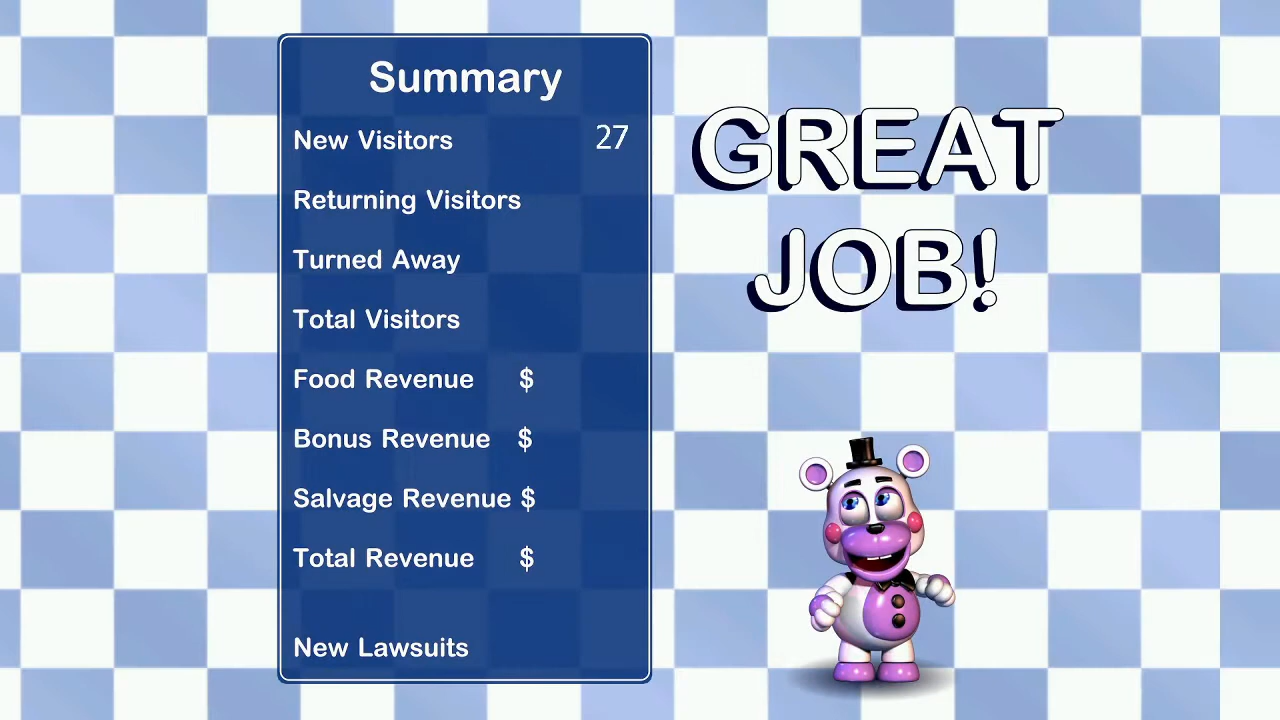 Summary
New Visitors 27
Returning Visitors
Turned Away
Total Visitors
Food Revenue $
Bonus Revenue $
Salvage Revenue $
Total Revenue $
New Lawsuits
GREAT
JOB!